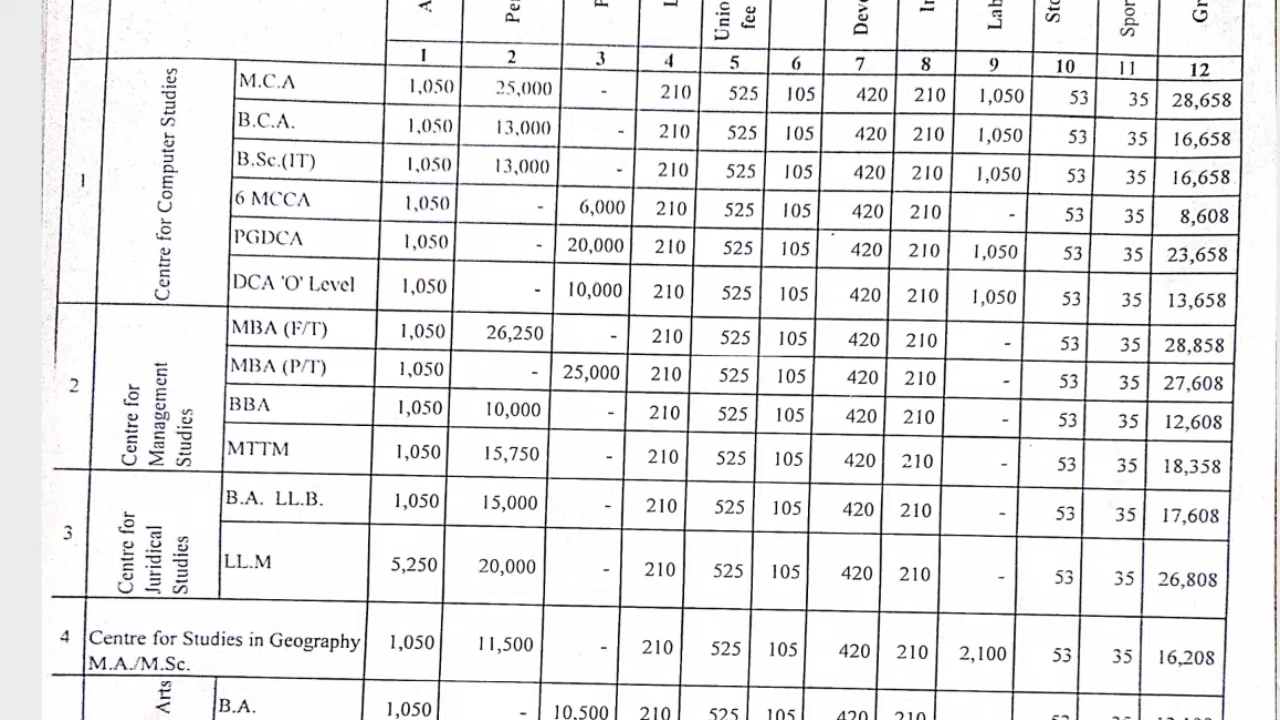 Unio
fee
1 2 3 4 5 6 7 8 9 10 11 12
1 Centre for Computer Studies
M.C.A 1,050 25,000 - 210 525 105 420 210 1,050 53 35 28,658
B.C.A. 1,050 13,000 - 210 525 105 420 210 1,050 53 35 16,658
B.Sc.(IT) 1,050 13,000 - 210 525 105 420 210 1,050 53 35 16,658
6 MCCA 1,050 - 6,000 210 525 105 420 210 - 53 35 8,608
PGDCA 1,050 - 20,000 210 525 105 420 210 1,050 53 35 23,658
DCA 'O' Level 1,050 - 10,000 210 525 105 420 210 1,050 53 35 13,658
2 Centre for
Management
Studies
MBA (F/T) 1,050 26,250 - 210 525 105 420 210 - 53 35 28,858
MBA (P/T) 1,050 - 25,000 210 525 105 420 210 - 53 35 27,608
BBA 1,050 10,000 - 210 525 105 420 210 - 53 35 12,608
MTTM 1,050 15,750 - 210 525 105 420 210 - 53 35 18,358
3 Centre for
Juridical
Studies
B.A. LL.B. 1,050 15,000 - 210 525 105 420 210 - 53 35 17,608
LL.M 5,250 20,000 - 210 525 105 420 210 - 53 35 26,808
4 Centre for Studies in Geography 1,050 11,500 - 210 525 105 420 210 2,100 53 35 16,208
M.A./M.Sc.
Arts
B.A. 1,050 - 10,500 210 525 105 420 210